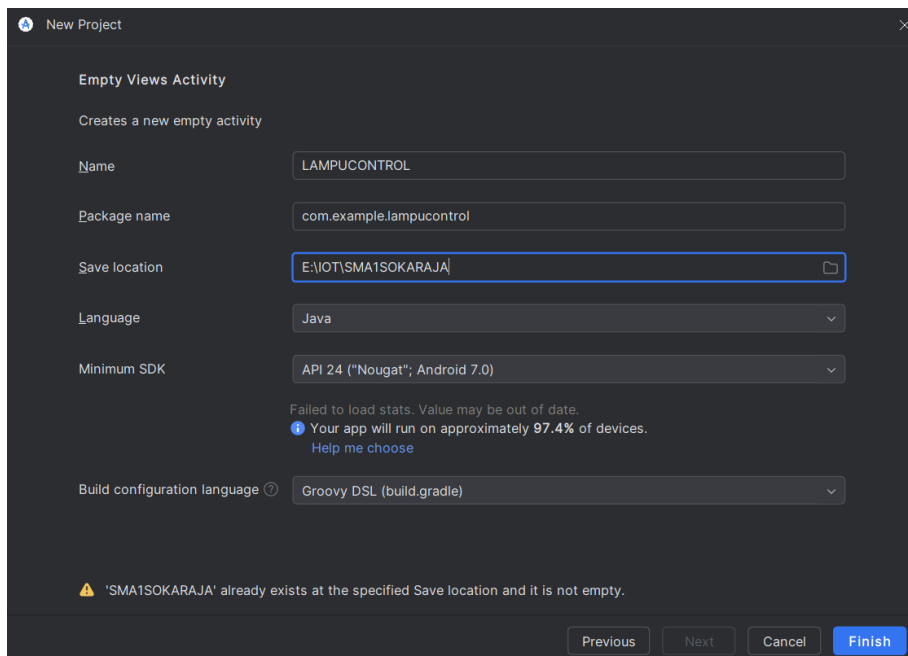 New Project
Empty Views Activity
Creates a new empty activity
Name LAMPUCONTROL
Package name com.example.lampucontrol
Save location E:\IOT\SMA1SOKARAJA
Language Java
Minimum SDK API 24 ("Nougat"; Android 7.0)
Failed to load stats. Value may be out of date.
Your app will run on approximately 97.4% of devices.
Help me choose
Build configuration language ? Groovy DSL (build.gradle)
'SMA1SOKARAJA' already exists at the specified Save location and it is not empty.
Previous Next Cancel Finish